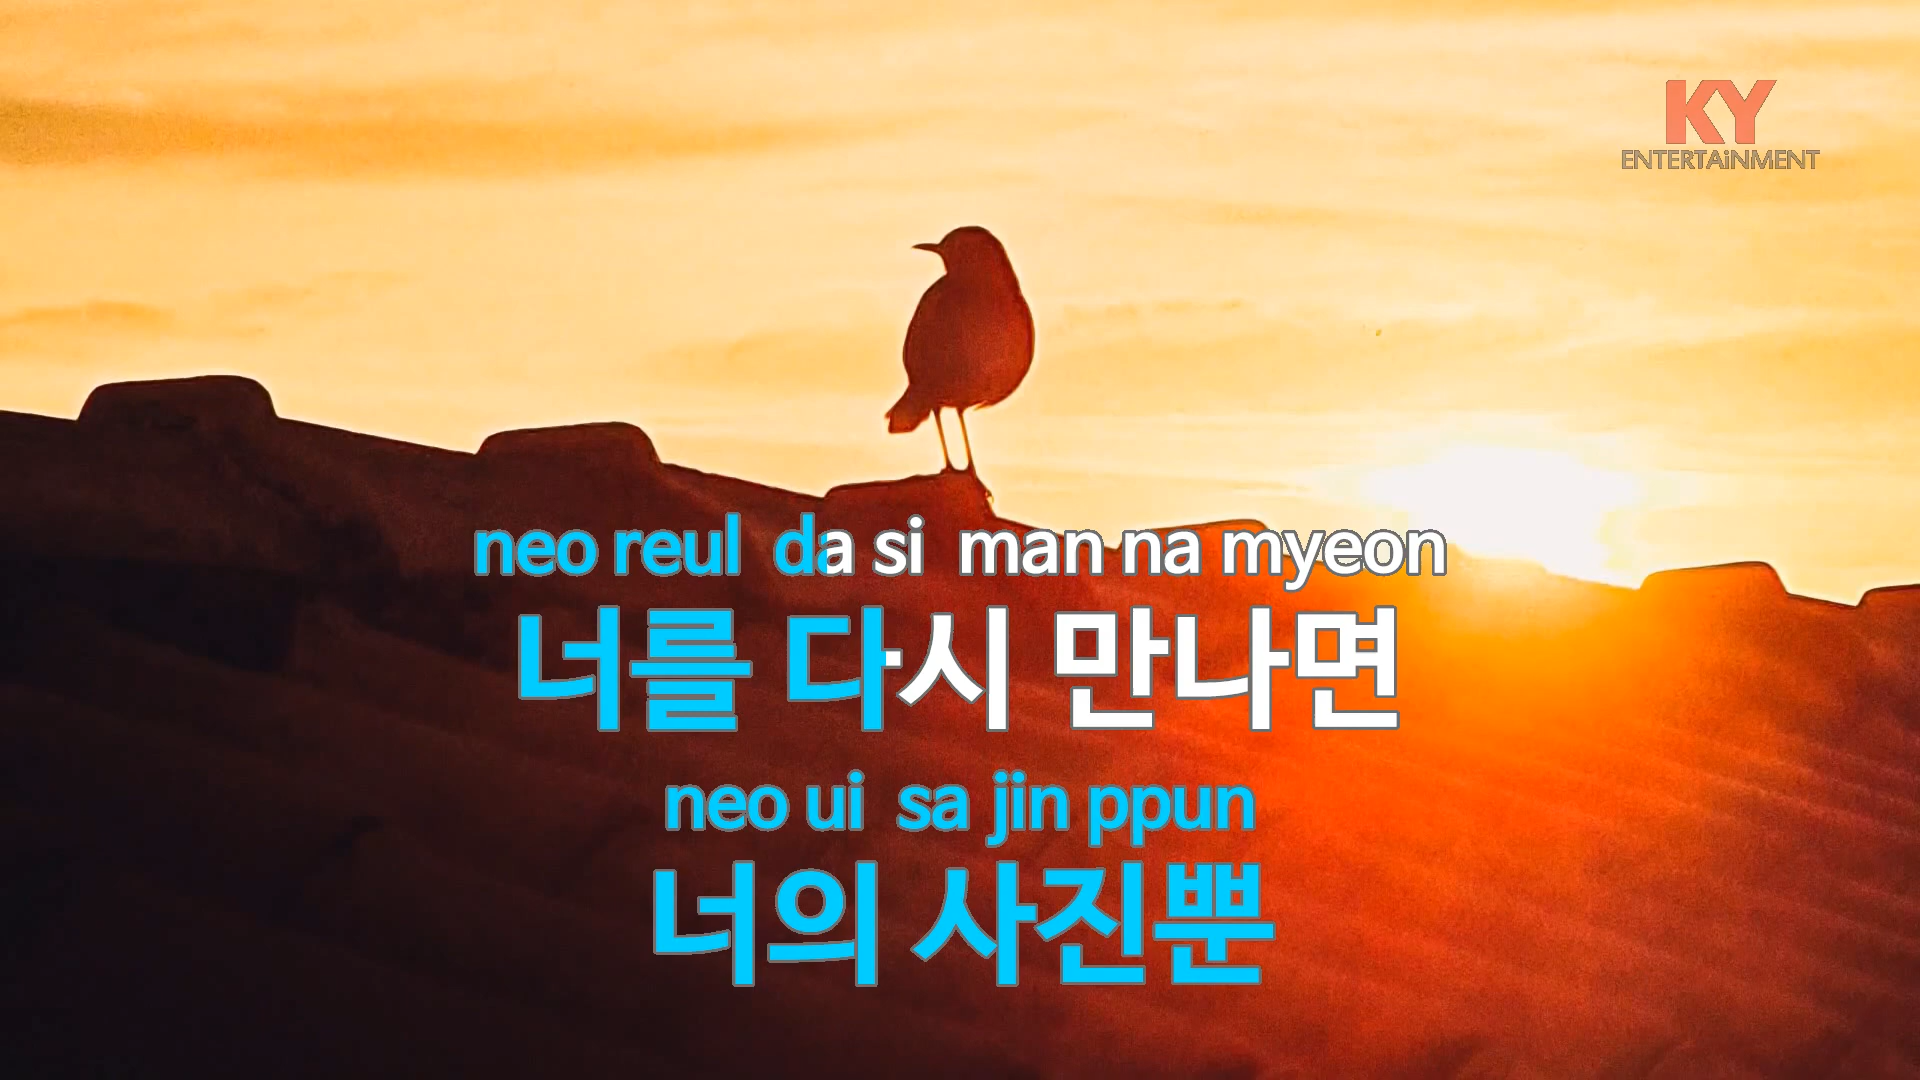 KY
ENTERTAiNMENT
neo reul da si man na myeon
너를 다시 만나면
neo ui sa jin ppun
너의 사진뿐